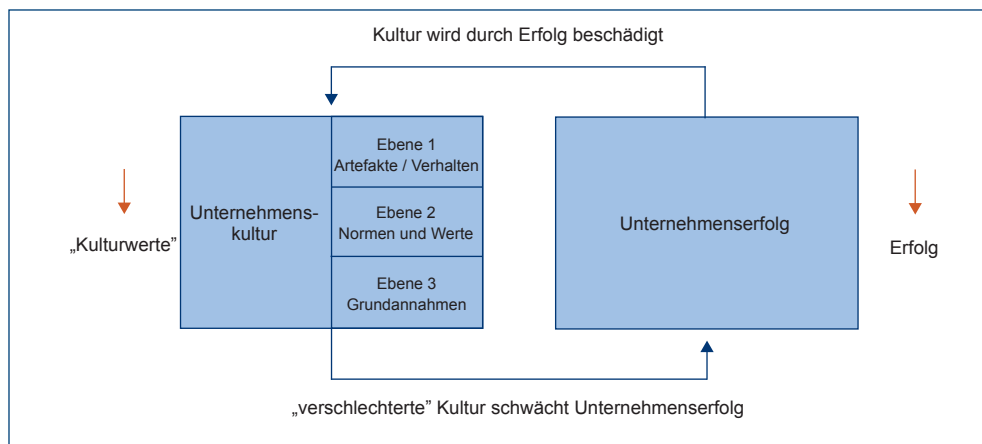 Kultur wird durch Erfolg beschädigt
Ebene 1
Artefakte / Verhalten
Unternehmens-
kultur
Ebene 2
Normen und Werte
Ebene 3
Grundannahmen
Unternehmenserfolg
„Kulturwerte”
Erfolg
„verschlechterte” Kultur schwächt Unternehmenserfolg